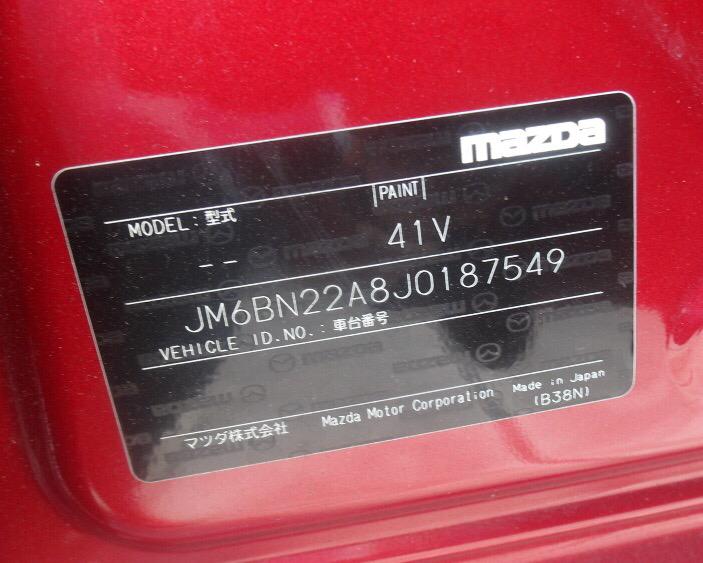 mazda
MODEL：型式 PAINT
-- 41V
JM6BN22A8J0187549
VEHICLE ID.NO.：車台番号
マツダ株式会社 Mazda Motor Corporation Made in Japan
(B38N)